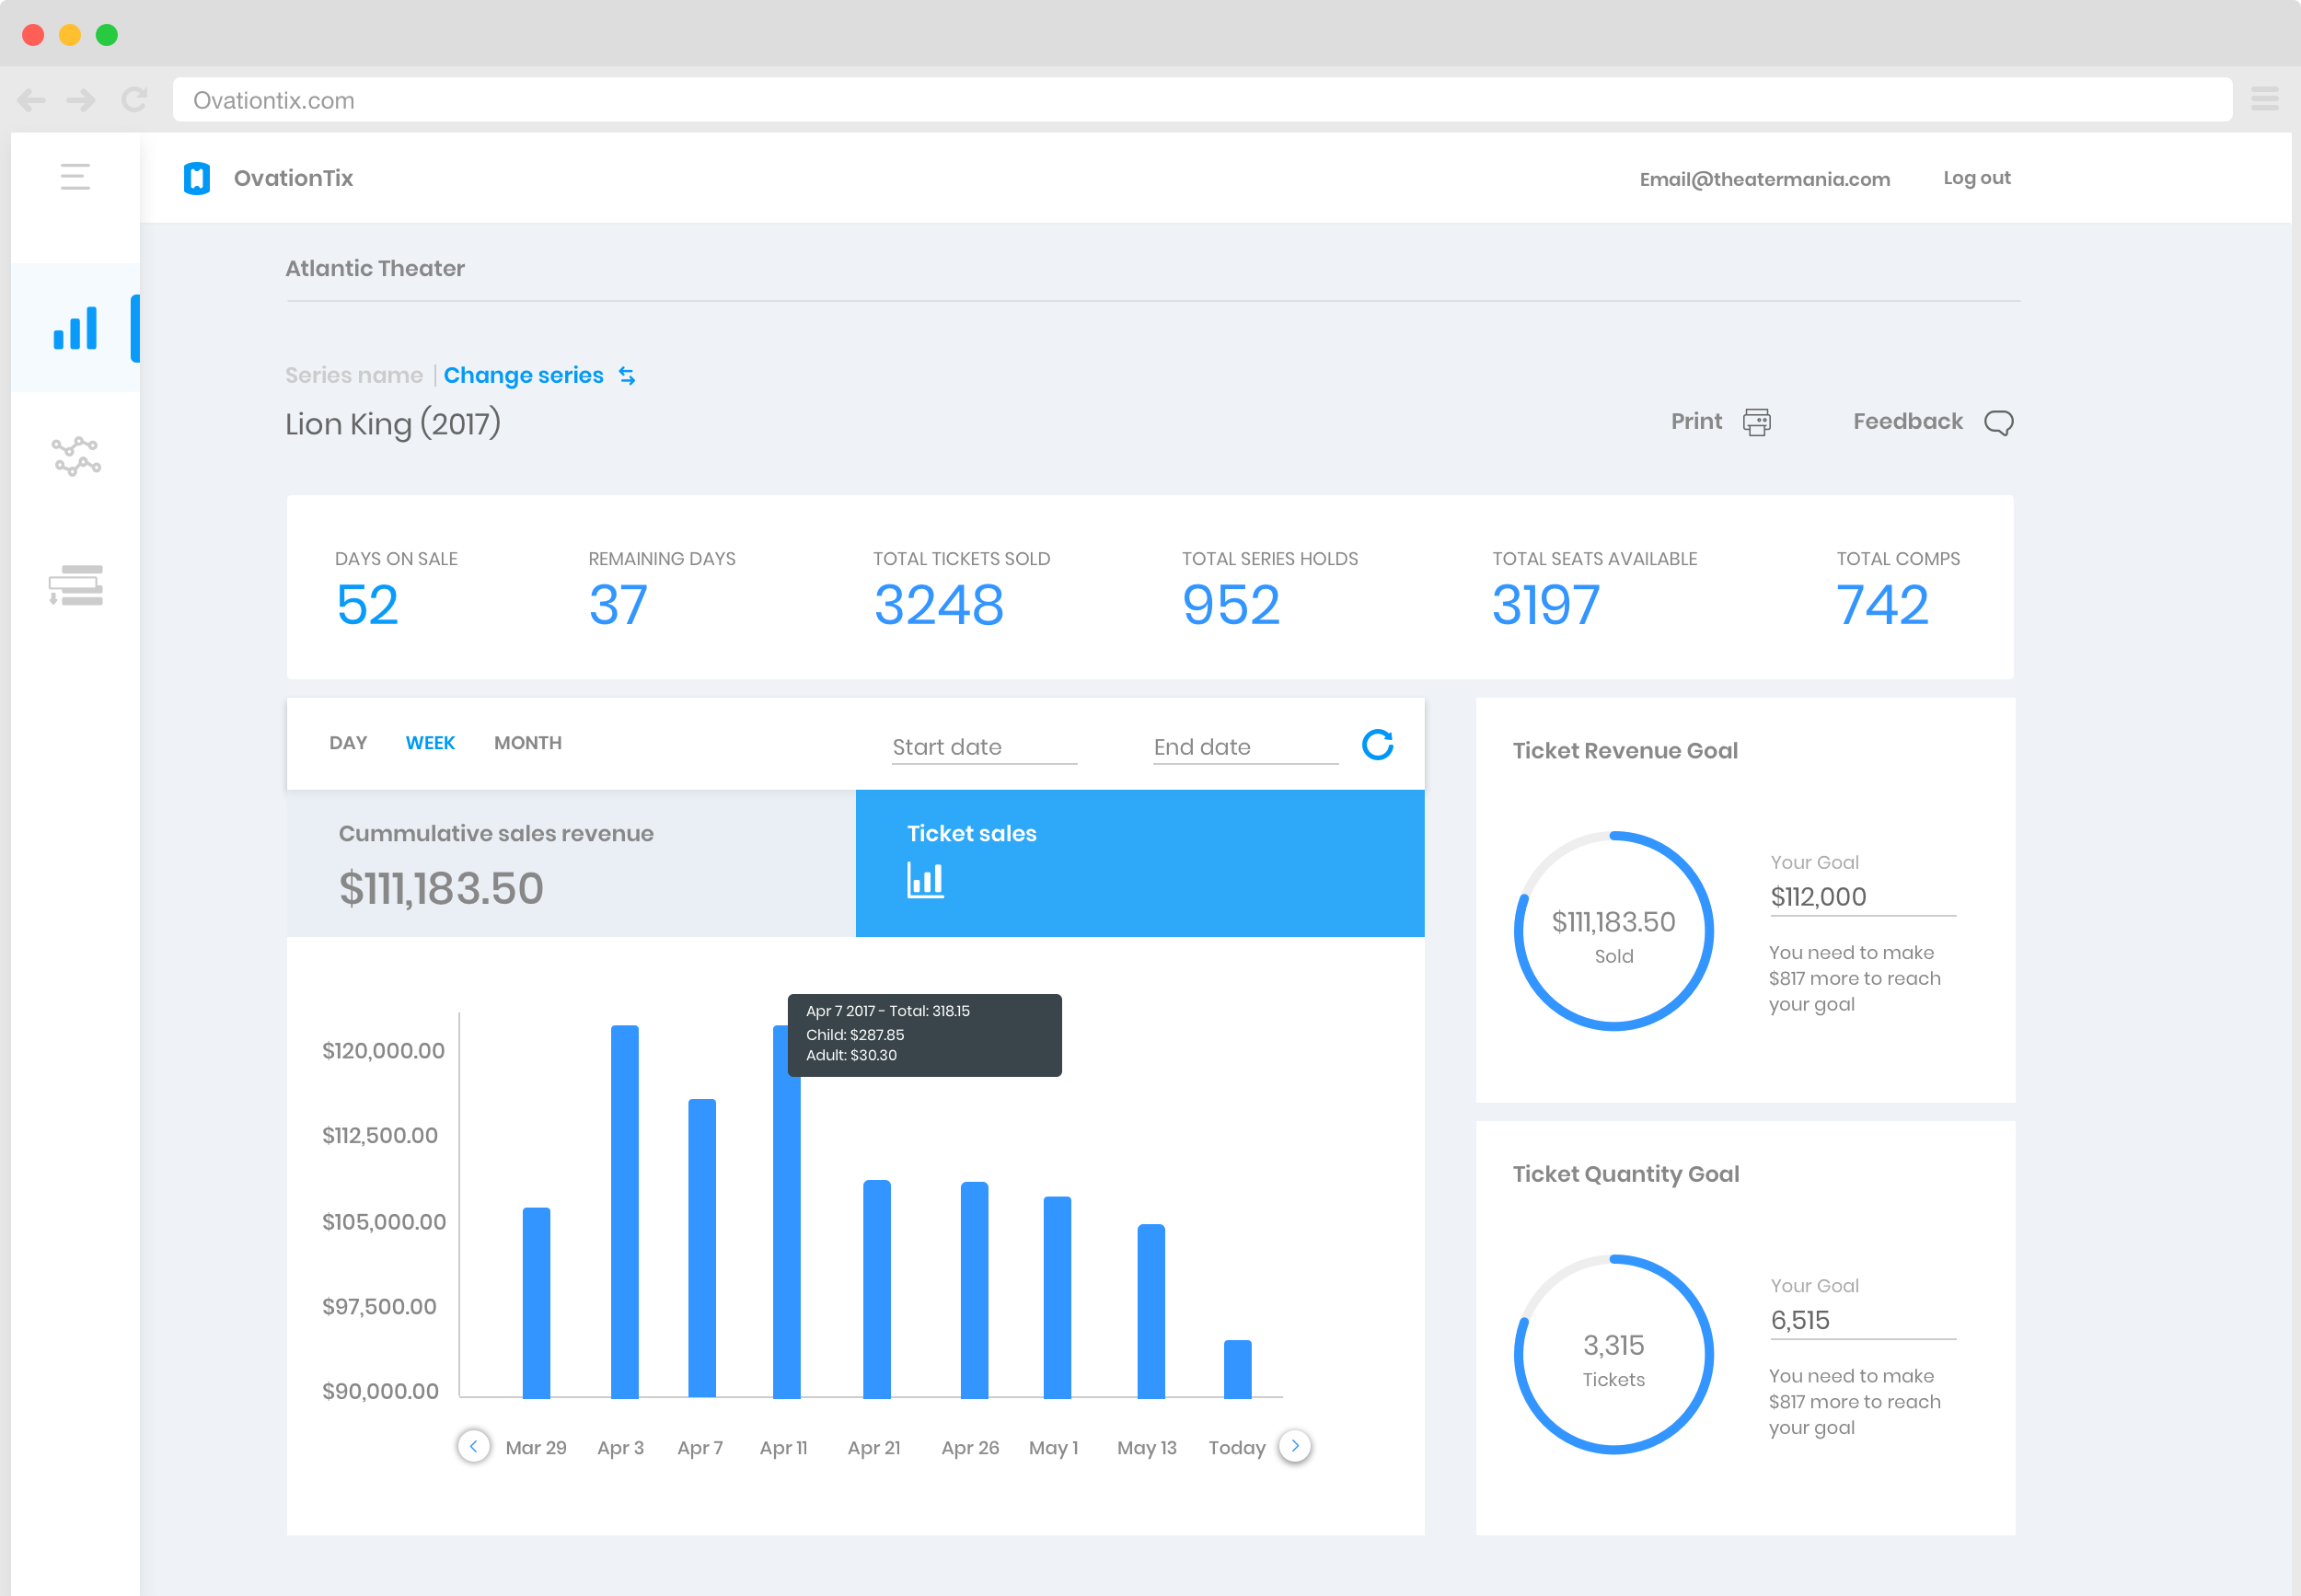 Ovationtix.com
OvationTix
Email@theatermania.com
Log out
Atlantic Theater
Series name | Change series
Lion King (2017)
Print
Feedback
DAYS ON SALE
52
REMAINING DAYS
37
TOTAL TICKETS SOLD
3248
TOTAL SERIES HOLDS
952
TOTAL SEATS AVAILABLE
3197
TOTAL COMPS
742
DAY
WEEK
MONTH
Start date
End date
Cummulative sales revenue
$111,183.50
Ticket sales
Apr 7 2017 - Total: 318.15
Child: $287.85
Adult: $30.30
$120,000.00
$112,500.00
$105,000.00
$97,500.00
$90,000.00
Mar 29
Apr 3
Apr 7
Apr 11
Apr 21
Apr 26
May 1
May 13
Today
Ticket Revenue Goal
$111,183.50
Sold
Your Goal
$112,000
You need to make
$817 more to reach
your goal
Ticket Quantity Goal
3,315
Tickets
Your Goal
6,515
You need to make
$817 more to reach
your goal